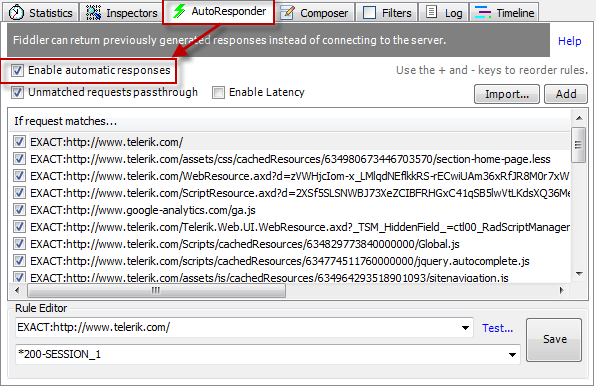 Statistics Inspectors AutoResponder Composer Filters Log Timeline
Fiddler can return previously generated responses instead of connecting to the server.
Help
Enable automatic responses
Use the + and - keys to reorder rules.
Unmatched requests passthrough Enable Latency
Import... Add
If request matches...
EXACT:http://www.telerik.com/
EXACT:http://www.telerik.com/assets/css/cachedResources/634980673446703570/section-home-page.less
EXACT:http://www.telerik.com/WebResource.axd?d=zVWHjcIom-x_LMlqdNEflkkRS-rECwiUAm36xRfJR8M0r7xW
EXACT:http://www.telerik.com/ScriptResource.axd?d=2XSf5SLSNWBJ73XeZCIBFRHGxC41qSB5lwVtLKdsXQ36Me
EXACT:http://www.google-analytics.com/ga.js
EXACT:http://www.telerik.com/Telerik.Web.UI.WebResource.axd?_TSM_HiddenField_=ctl00_RadScriptManager
EXACT:http://www.telerik.com/Scripts/cachedResources/634829773840000000/Global.js
EXACT:http://www.telerik.com/scripts/cachedResources/634774511760000000/jquery.autocomplete.js
EXACT:http://www.telerik.com/assets/js/cachedResources/634964293518901093/sitenavigation.js
Rule Editor
EXACT:http://www.telerik.com/
Test...
Save
*200-SESSION_1